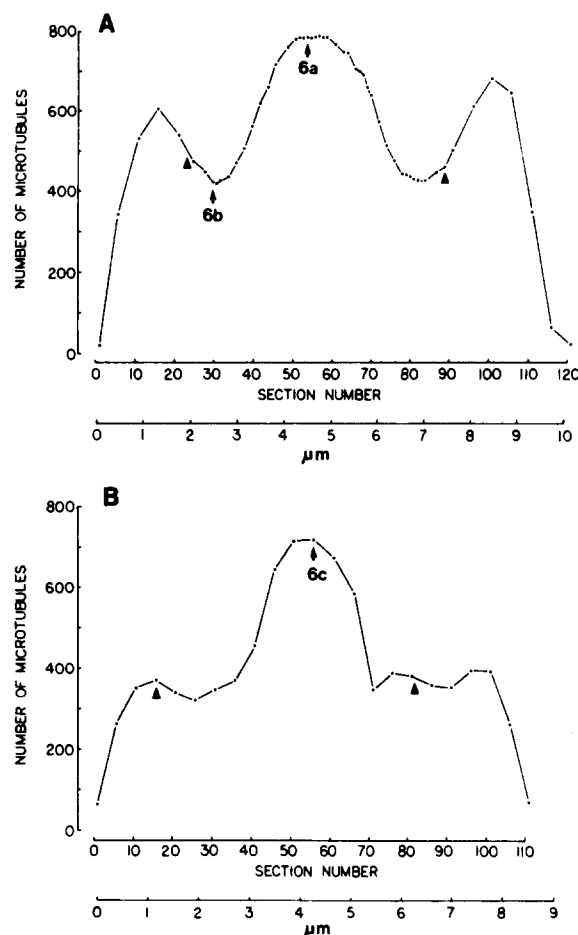 A
NUMBER OF MICROTUBULES
800
600
400
200
0
6a
6b
0 10 20 30 40 50 60 70 80 90 100 110 120
SECTION NUMBER
0 1 2 3 4 5 6 7 8 9 10
µm
B
NUMBER OF MICROTUBULES
800
600
400
200
0
6c
0 10 20 30 40 50 60 70 80 90 100 110
SECTION NUMBER
0 1 2 3 4 5 6 7 8 9
µm